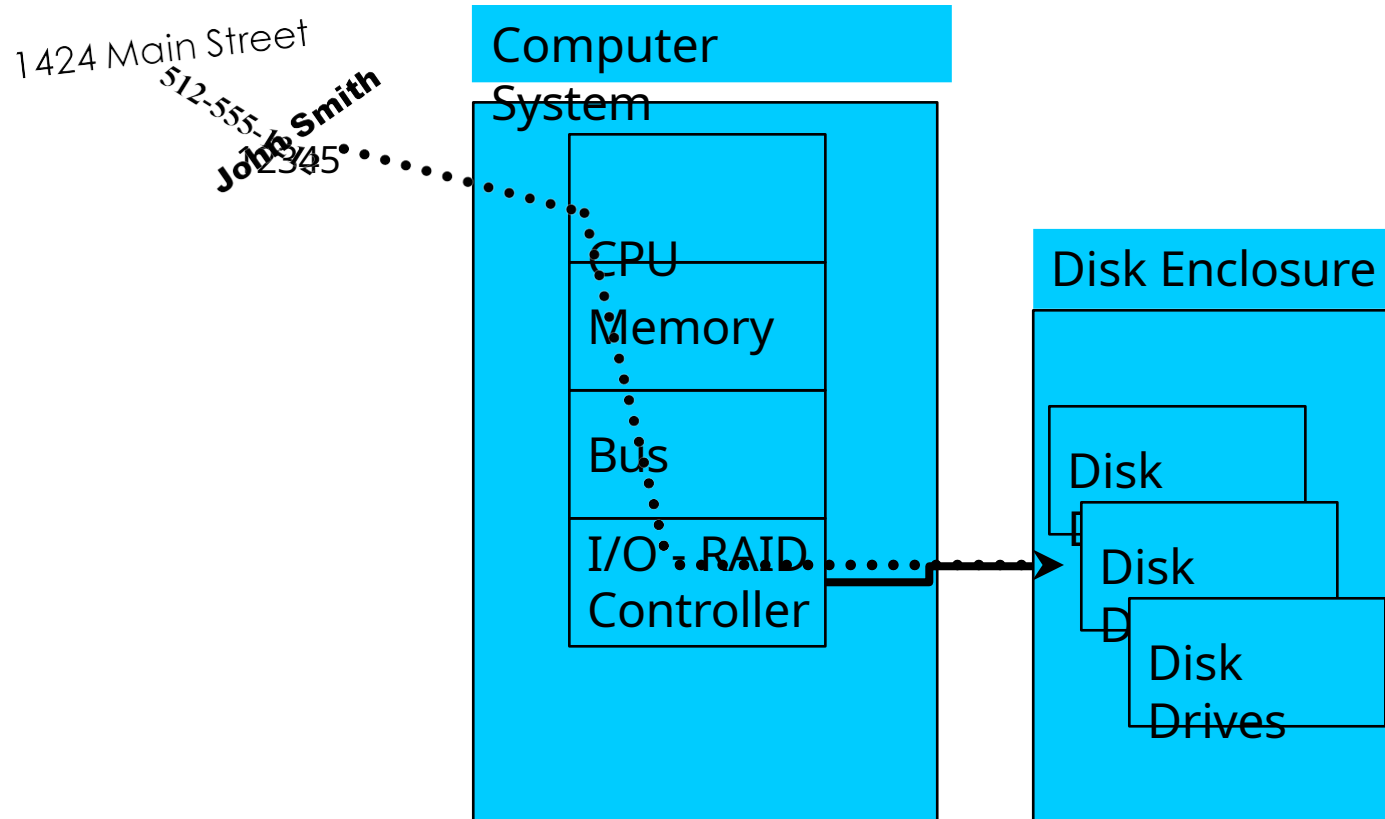 1424 Main Street
512-555-
John Smith
12345
Computer
System
CPU
Memory
Bus
I/O - RAID
Controller
Disk Enclosure
Disk
Disk
Disk
Drives